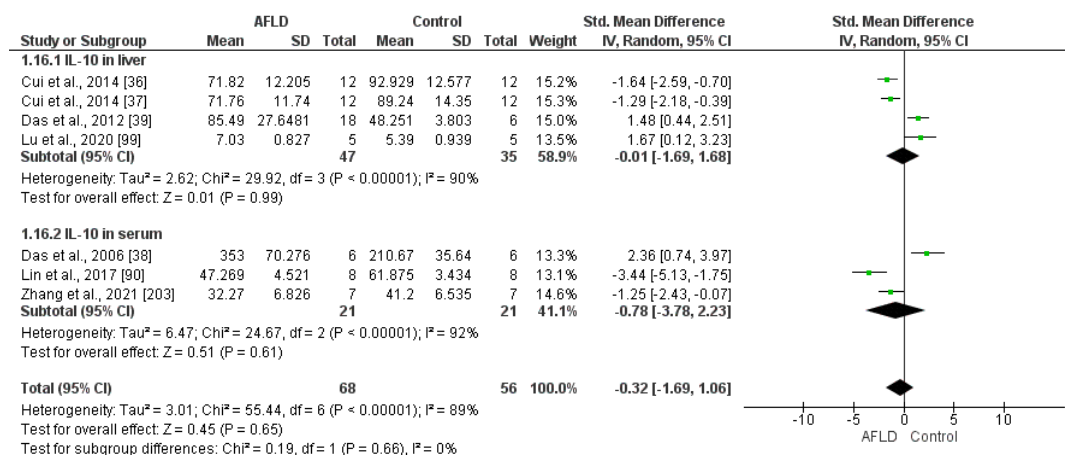 AFLD Control Std. Mean Difference Std. Mean Difference
Study or Subgroup Mean SD Total Mean SD Total Weight IV, Random, 95% CI IV, Random, 95% CI
1.16.1 IL-10 in liver
Cui et al., 2014 [36] 71.82 12.205 12 92.929 12.577 12 15.2% -1.64 [-2.59, -0.70]
Cui et al., 2014 [37] 71.76 11.74 12 89.24 14.35 12 15.3% -1.29 [-2.18, -0.39]
Das et al., 2012 [39] 85.49 27.6481 18 48.251 3.803 6 15.0% 1.48 [0.44, 2.51]
Lu et al., 2020 [99] 7.03 0.827 5 5.39 0.939 5 13.5% 1.67 [0.12, 3.23]
Subtotal (95% CI) 47 35 58.9% -0.01 [-1.69, 1.68]
Heterogeneity: Tau² = 2.62; Chi² = 29.92, df = 3 (P < 0.00001); I² = 90%
Test for overall effect: Z = 0.01 (P = 0.99)
1.16.2 IL-10 in serum
Das et al., 2006 [38] 353 70.276 6 210.67 35.64 6 13.3% 2.36 [0.74, 3.97]
Lin et al., 2017 [90] 47.269 4.521 8 61.875 3.434 8 13.1% -3.44 [-5.13, -1.75]
Zhang et al., 2021 [203] 32.27 6.826 7 41.2 6.535 7 14.6% -1.25 [-2.43, -0.07]
Subtotal (95% CI) 21 21 41.1% -0.78 [-3.78, 2.23]
Heterogeneity: Tau² = 6.47; Chi² = 24.67, df = 2 (P < 0.00001); I² = 92%
Test for overall effect: Z = 0.51 (P = 0.61)
Total (95% CI) 68 56 100.0% -0.32 [-1.69, 1.06]
Heterogeneity: Tau² = 3.01; Chi² = 55.44, df = 6 (P < 0.00001); I² = 89%
Test for overall effect: Z = 0.45 (P = 0.65)
Test for subgroup differences: Chi² = 0.19, df = 1 (P = 0.66), I² = 0%
-10 -5 0 5 10
AFLD Control